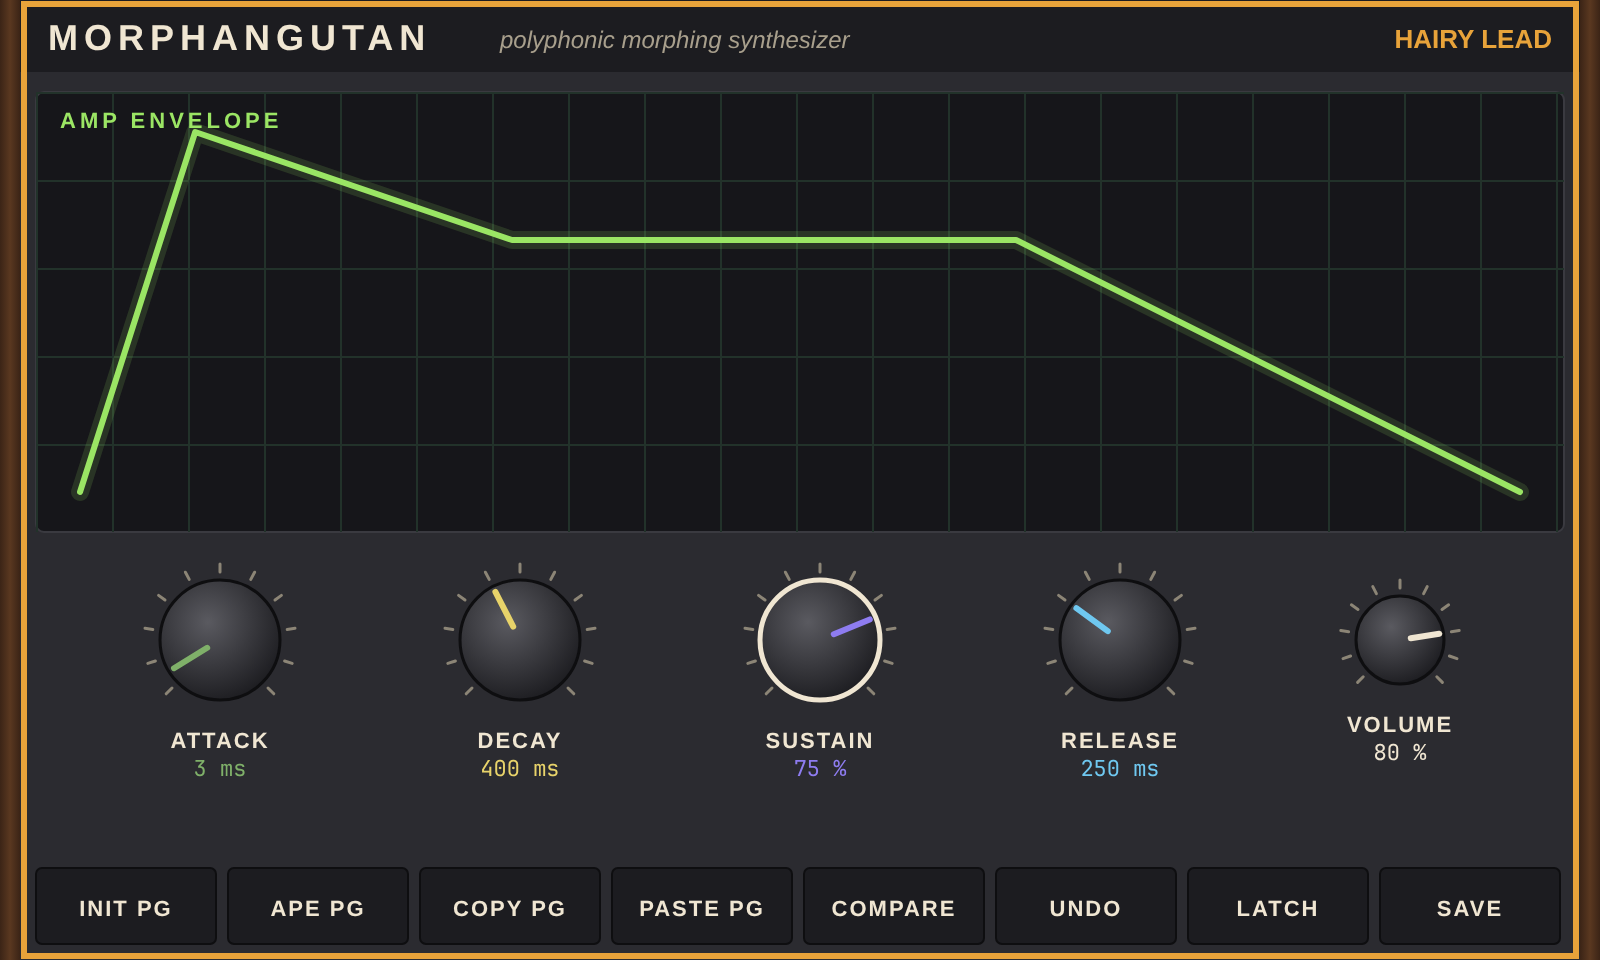 MORPHANGUTAN
polyphonic morphing synthesizer
HAIRY LEAD
AMP ENVELOPE
ATTACK
3 ms
DECAY
400 ms
SUSTAIN
75 %
RELEASE
250 ms
VOLUME
80 %
INIT PG
APE PG
COPY PG
PASTE PG
COMPARE
UNDO
LATCH
SAVE